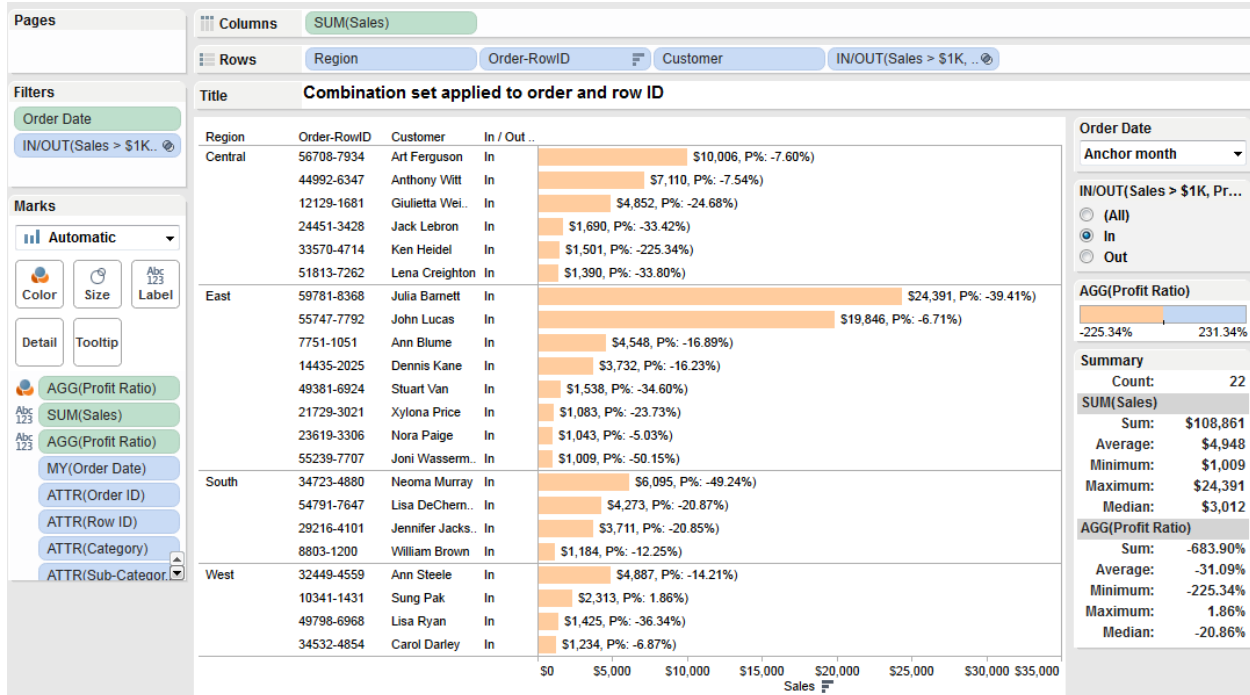 Pages
Columns SUM(Sales)
Rows Region Order-RowID Customer IN/OUT(Sales > $1K, ..
Filters
Order Date
IN/OUT(Sales > $1K..
Title Combination set applied to order and row ID
Marks
Automatic
Color Size Abc 123 Label
Detail Tooltip
AGG(Profit Ratio)
Abc 123 SUM(Sales)
Abc 123 AGG(Profit Ratio)
MY(Order Date)
ATTR(Order ID)
ATTR(Row ID)
ATTR(Category)
ATTR(Sub-Categor..
Region Order-RowID Customer In / Out ..
Central 56708-7934 Art Ferguson In $10,006, P%: -7.60%)
44992-6347 Anthony Witt In $7,110, P%: -7.54%)
12129-1681 Giulietta Wei.. In $4,852, P%: -24.68%)
24451-3428 Jack Lebron In $1,690, P%: -33.42%)
33570-4714 Ken Heidel In $1,501, P%: -225.34%)
51813-7262 Lena Creighton In $1,390, P%: -33.80%)
East 59781-8368 Julia Barnett In $24,391, P%: -39.41%)
55747-7792 John Lucas In $19,846, P%: -6.71%)
7751-1051 Ann Blume In $4,548, P%: -16.89%)
14435-2025 Dennis Kane In $3,732, P%: -16.23%)
49381-6924 Stuart Van In $1,538, P%: -34.60%)
21729-3021 Xylona Price In $1,083, P%: -23.73%)
23619-3306 Nora Paige In $1,043, P%: -5.03%)
55239-7707 Joni Wasserm.. In $1,009, P%: -50.15%)
South 34723-4880 Neoma Murray In $6,095, P%: -49.24%)
54791-7647 Lisa DeChern.. In $4,273, P%: -20.87%)
29216-4101 Jennifer Jacks.. In $3,711, P%: -20.85%)
8803-1200 William Brown In $1,184, P%: -12.25%)
West 32449-4559 Ann Steele In $4,887, P%: -14.21%)
10341-1431 Sung Pak In $2,313, P%: 1.86%)
49798-6968 Lisa Ryan In $1,425, P%: -36.34%)
34532-4854 Carol Darley In $1,234, P%: -6.87%)
$0 $5,000 $10,000 $15,000 $20,000 $25,000 $30,000 $35,000
Sales
Order Date
Anchor month
IN/OUT(Sales > $1K, Pr...
(All)
In
Out
AGG(Profit Ratio)
-225.34% 231.34%
Summary
Count: 22
SUM(Sales)
Sum: $108,861
Average: $4,948
Minimum: $1,009
Maximum: $24,391
Median: $3,012
AGG(Profit Ratio)
Sum: -683.90%
Average: -31.09%
Minimum: -225.34%
Maximum: 1.86%
Median: -20.86%